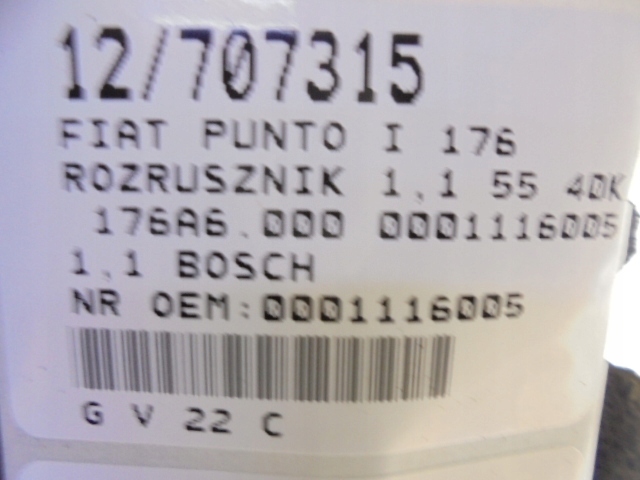 12/707315
FIAT PUNTO I 176
ROZRUSZNIK 1,1 55 40K
176A6.000 0001116005
1,1 BOSCH
NR OEM:0001116005
G V 22 C